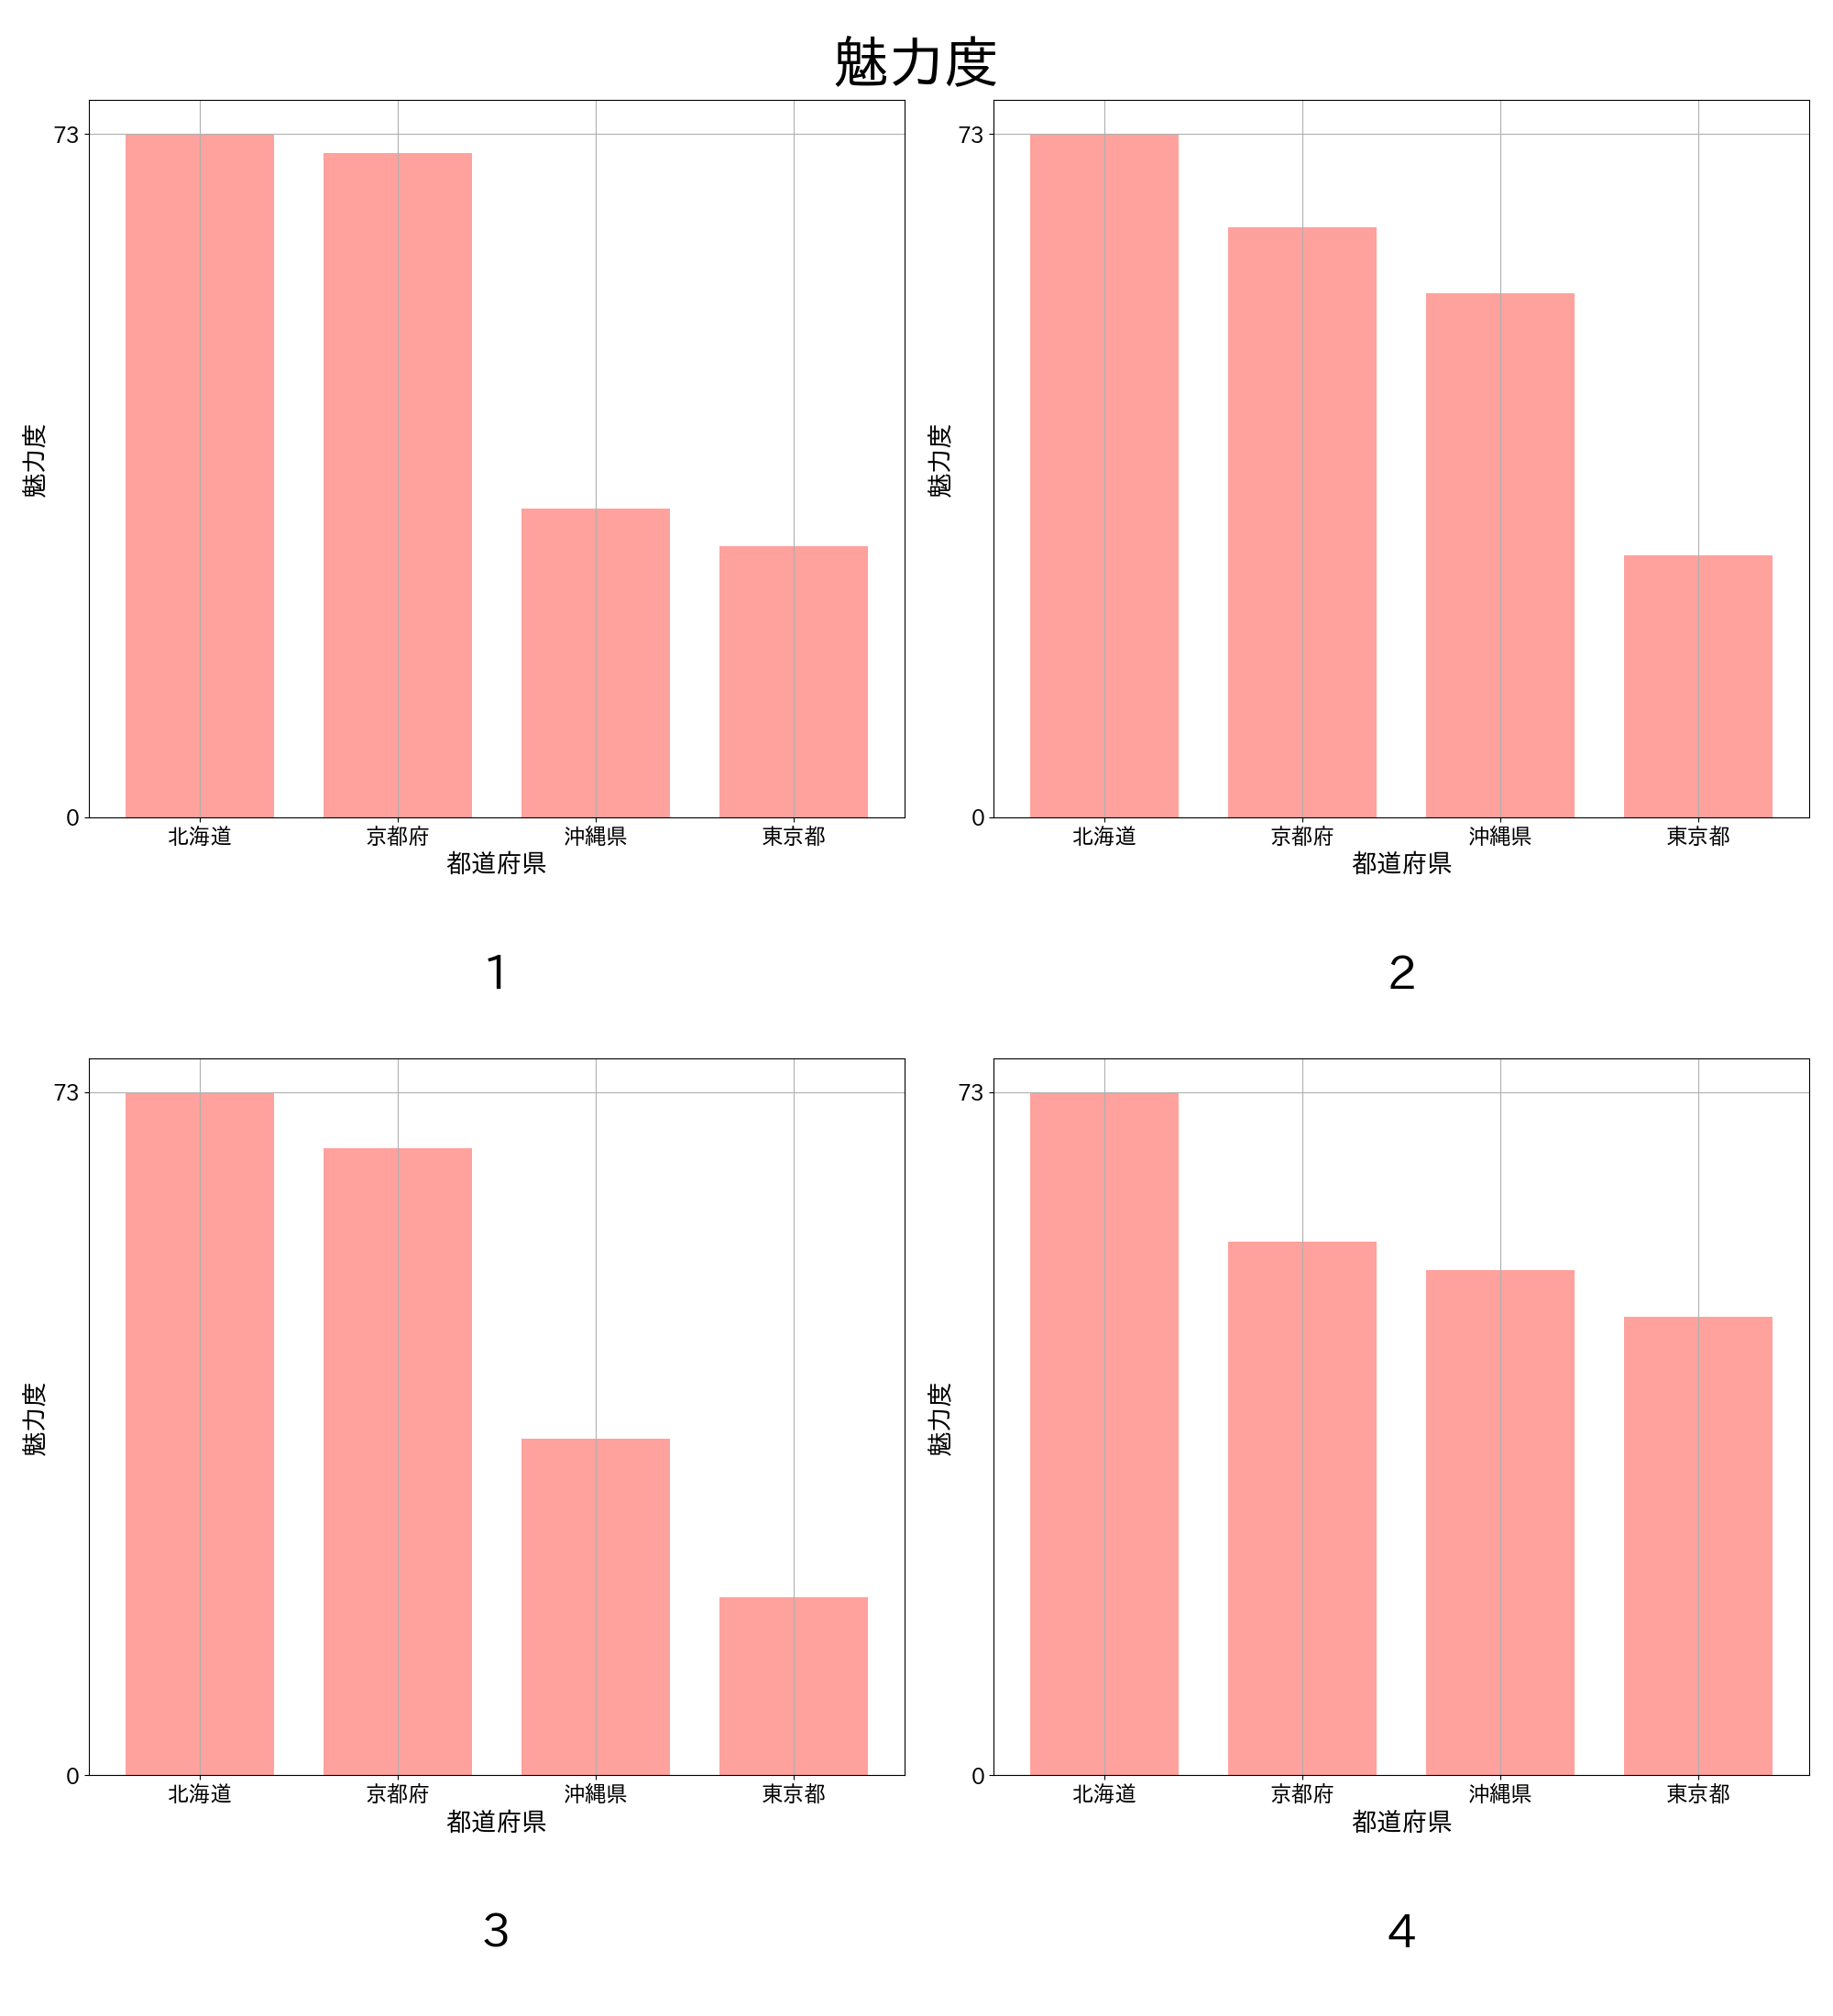 魅力度
73
0
魅力度
北海道 京都府 沖縄県 東京都
都道府県
1
73
0
魅力度
北海道 京都府 沖縄県 東京都
都道府県
2
73
0
魅力度
北海道 京都府 沖縄県 東京都
都道府県
3
73
0
魅力度
北海道 京都府 沖縄県 東京都
都道府県
4